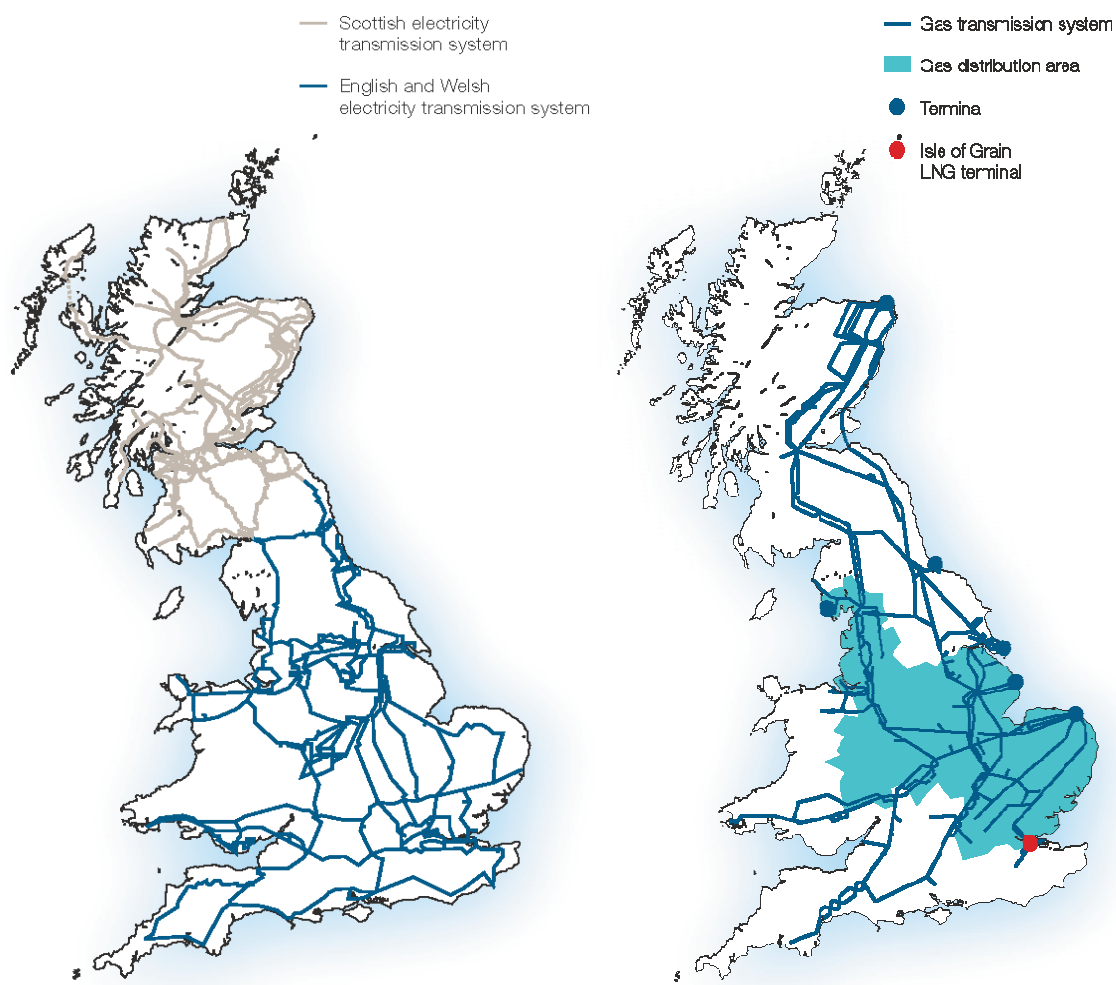 Scottish electricity
transmission system
English and Welsh
electricity transmission system
Gas transmission system
Gas distribution area
Termina
Isle of Grain
LNG terminal